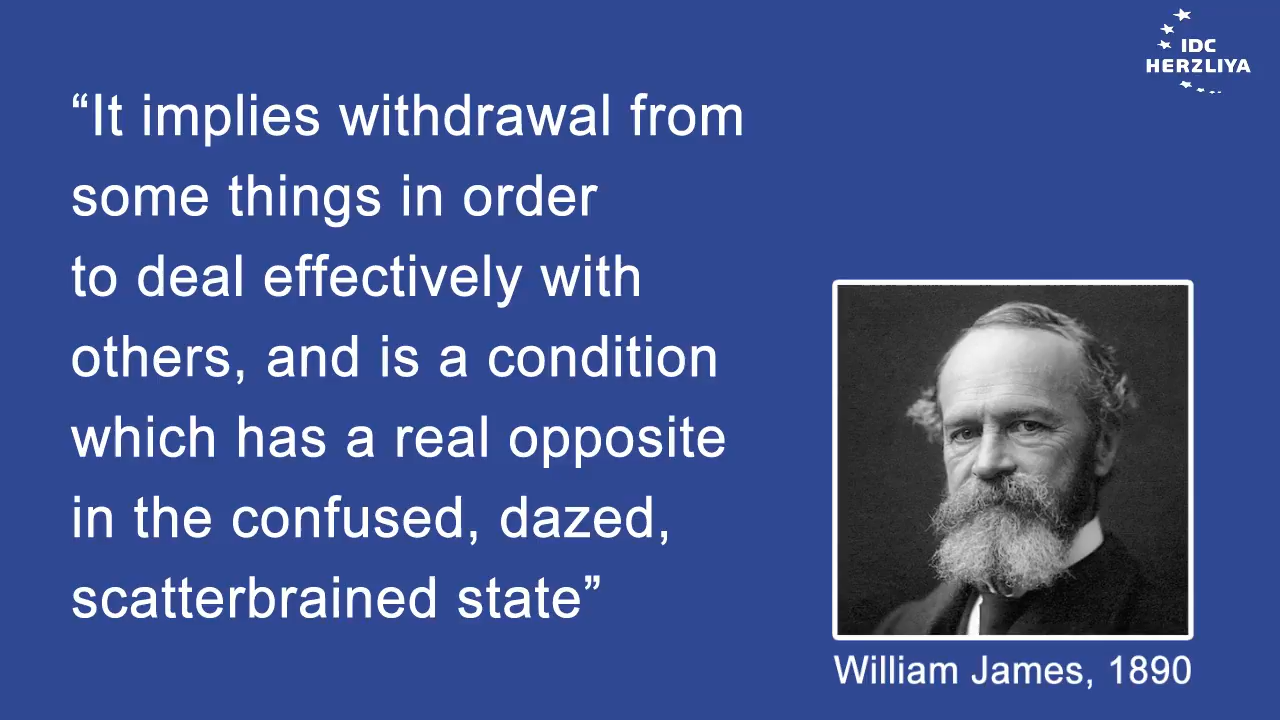 IDC
HERZLIYA
“It implies withdrawal from
some things in order
to deal effectively with
others, and is a condition
which has a real opposite
in the confused, dazed,
scatterbrained state”
William James, 1890